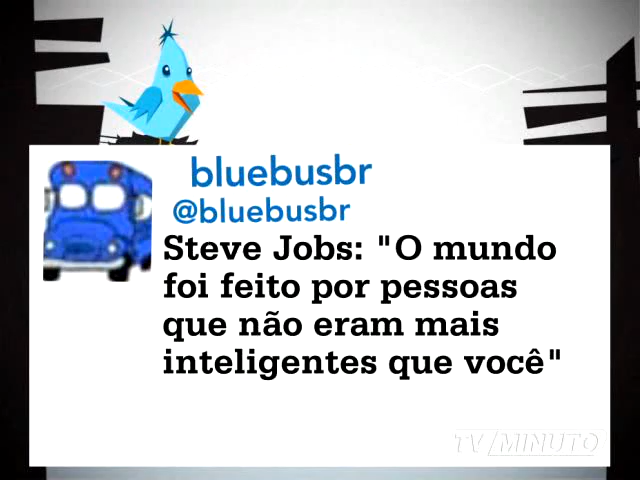 bluebusbr
@bluebusbr
Steve Jobs: "O mundo
foi feito por pessoas
que não eram mais
inteligentes que você"
TV MINUTO